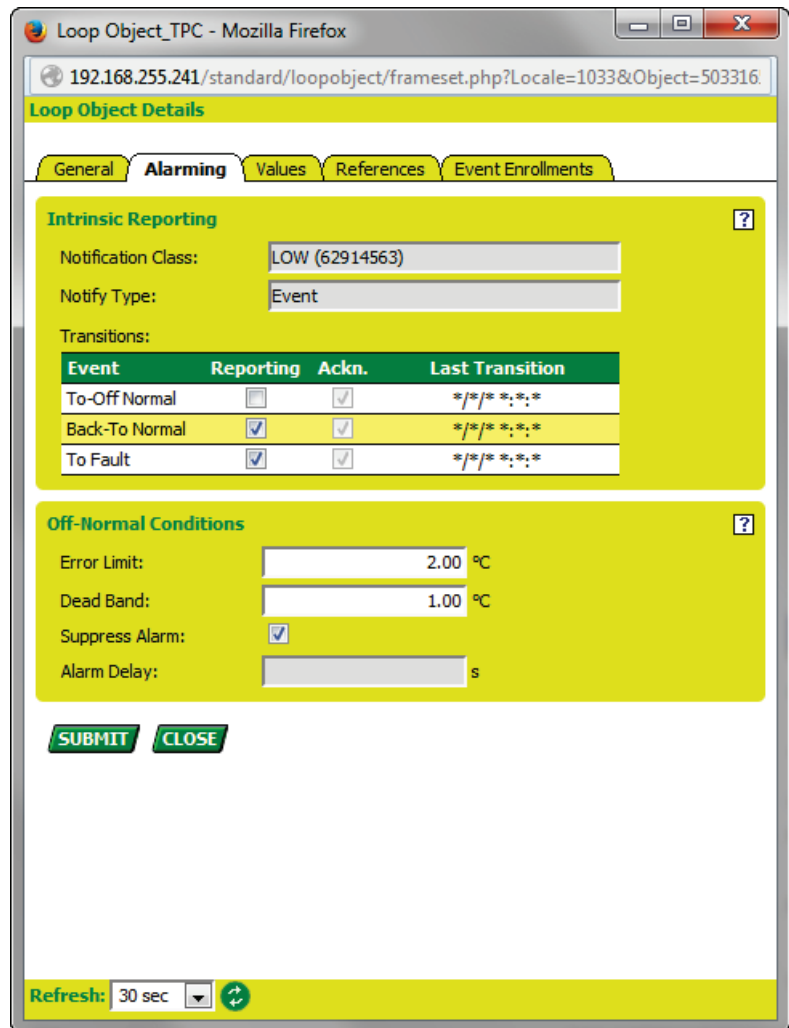 Loop Object_TPC - Mozilla Firefox
192.168.255.241/standard/loopobject/frameset.php?Locale=1033&Object=503316
Loop Object Details
General Alarming Values References Event Enrollments
Intrinsic Reporting ?
Notification Class: LOW (62914563)
Notify Type: Event
Transitions:
Event Reporting Ackn. Last Transition
To-Off Normal */*/* *:*:*
Back-To Normal */*/* *:*:*
To Fault */*/* *:*:*
Off-Normal Conditions ?
Error Limit: 2.00 ºC
Dead Band: 1.00 ºC
Suppress Alarm:
Alarm Delay: s
SUBMIT CLOSE
Refresh: 30 sec